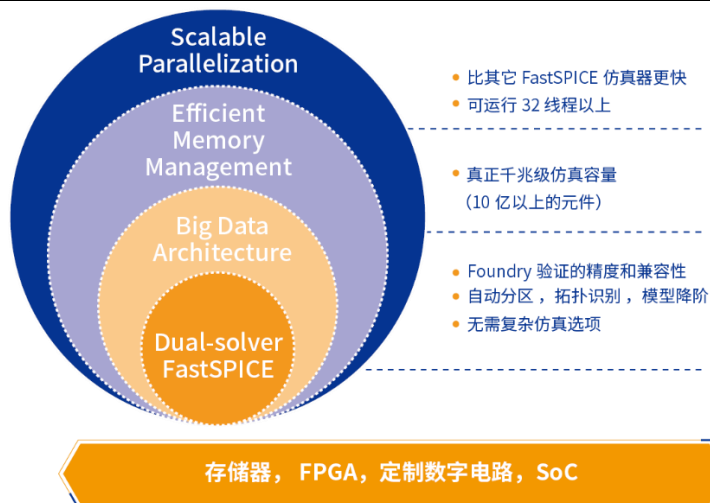 Scalable
Parallelization
Efficient
Memory
Management
Big Data
Architecture
Dual-solver
FastSPICE
• 比其它 FastSPICE 仿真器更快
• 可运行 32 线程以上
• 真正千兆级仿真容量
（10 亿以上的元件）
• Foundry 验证的精度和兼容性
• 自动分区，拓扑识别，模型降阶
• 无需复杂仿真选项
存储器， FPGA，定制数字电路，SoC